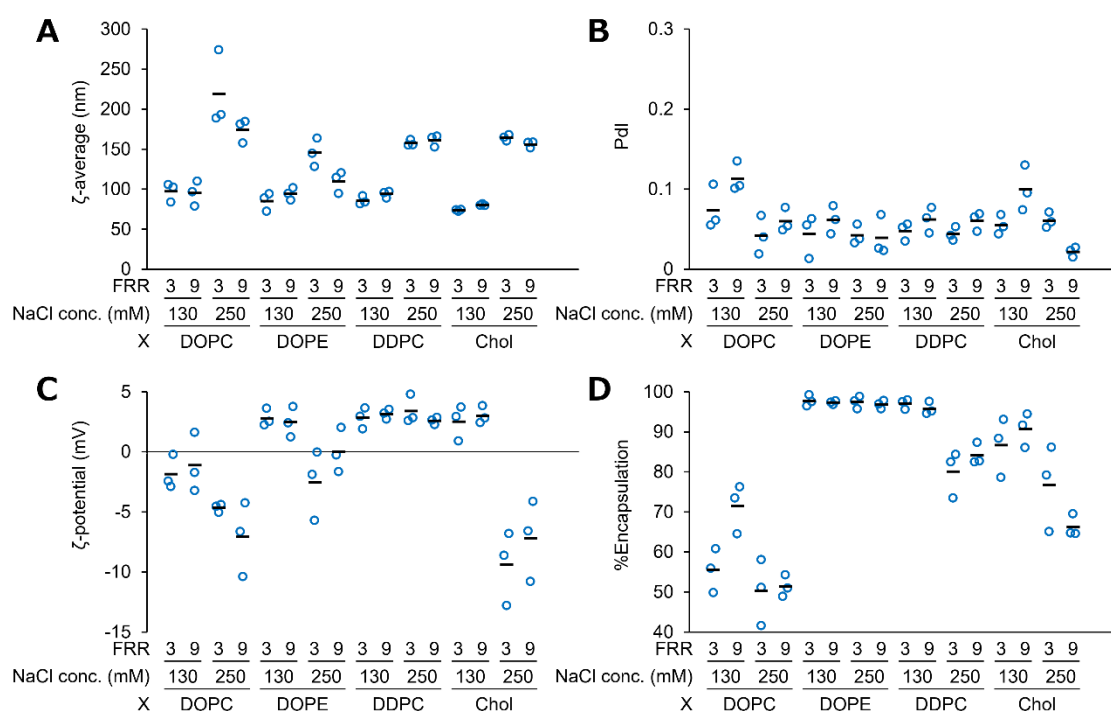 A
ζ-average (nm)
300
250
200
150
100
50
0
FRR 3 9 3 9 3 9 3 9 3 9 3 9 3 9 3 9
NaCl conc. (mM) 130 250 130 250 130 250 130 250
X DOPC DOPE DDPC Chol
B
PdI
0.3
0.2
0.1
0
FRR 3 9 3 9 3 9 3 9 3 9 3 9 3 9 3 9
NaCl conc. (mM) 130 250 130 250 130 250 130 250
X DOPC DOPE DDPC Chol
C
ζ-potential (mV)
5
0
-5
-10
-15
FRR 3 9 3 9 3 9 3 9 3 9 3 9 3 9 3 9
NaCl conc. (mM) 130 250 130 250 130 250 130 250
X DOPC DOPE DDPC Chol
D
%Encapsulation
100
90
80
70
60
50
40
FRR 3 9 3 9 3 9 3 9 3 9 3 9 3 9 3 9
NaCl conc. (mM) 130 250 130 250 130 250 130 250
X DOPC DOPE DDPC Chol